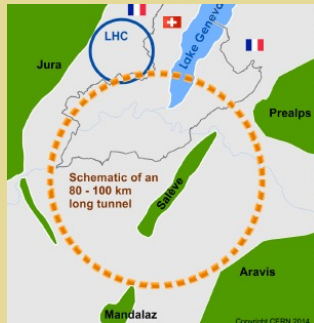 LHC
Lake Geneva
Jura
Prealps
Schematic of an
80 - 100 km
long tunnel
Salève
Aravis
Mandalaz
Copyright CERN 2014